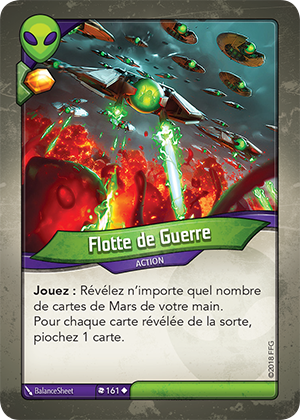 Flotte de Guerre
ACTION
Jouez : Révélez n'importe quel nombre
de cartes de Mars de votre main.
Pour chaque carte révélée de la sorte,
piochez 1 carte.
©2018 FFG
BalanceSheet
161